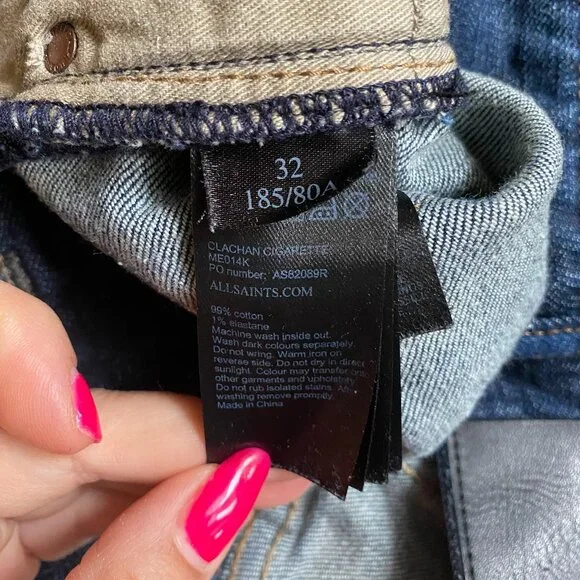 32
185/80A
CLACHAN CIGARETTE
ME014K
PO number: AS82089R
ALLSAINTS.COM
99% cotton
1% elastane
Machine wash inside out.
Wash dark colours separately.
Do not wring. Warm iron on
reverse side. Do not dry in direct
sunlight. Colour may transfer onto
other garments and upholstery.
Do not rub isolated stains. After
washing remove promptly.
Made in China